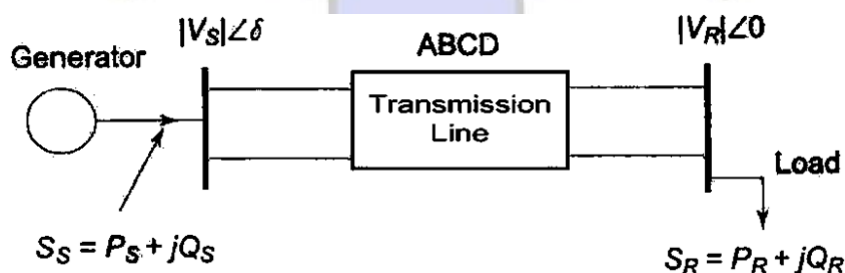 |V_S|∠δ
ABCD
|V_R|∠0
Generator
Transmission
Line
Load
S_S = P_S + jQ_S
S_R = P_R + jQ_R